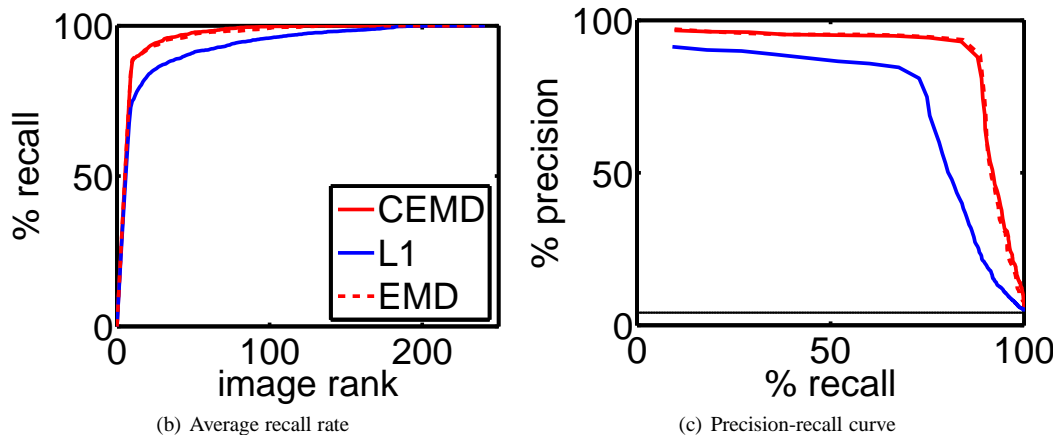 100
50
0
% recall
CEMD
L1
EMD
0
100
200
image rank
(b) Average recall rate
100
50
0
% precision
0
50
100
% recall
(c) Precision-recall curve